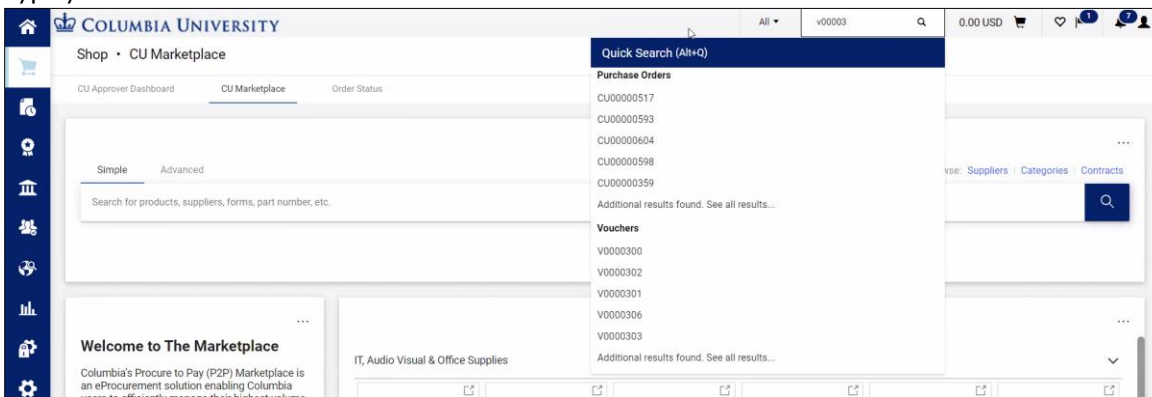 COLUMBIA UNIVERSITY
All
v00003
0.00 USD
1
7
Shop • CU Marketplace
Quick Search (Alt+Q)
CU Approver Dashboard
CU Marketplace
Order Status
Purchase Orders
CU00000517
CU00000593
CU00000604
CU00000598
CU00000359
Additional results found. See all results...
Simple
Advanced
Suppliers | Categories | Contracts
Search for products, suppliers, forms, part number, etc.
Vouchers
V0000300
V0000302
V0000301
V0000306
V0000303
Additional results found. See all results...
Welcome to The Marketplace
Columbia's Procure to Pay (P2P) Marketplace is
an eProcurement solution enabling Columbia
IT, Audio Visual & Office Supplies